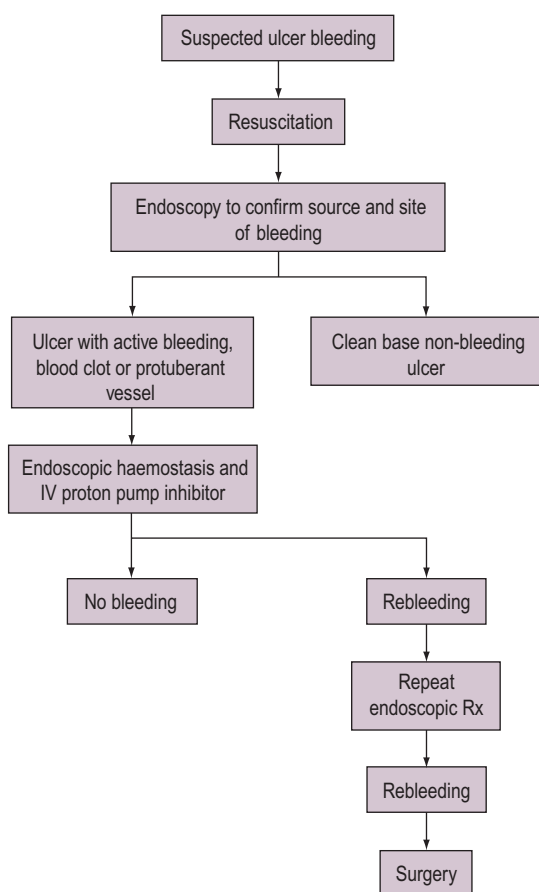 Suspected ulcer bleeding
Resuscitation
Endoscopy to confirm source and site
of bleeding
Ulcer with active bleeding,
blood clot or protuberant
vessel
Clean base non-bleeding
ulcer
Endoscopic haemostasis and
IV proton pump inhibitor
No bleeding
Rebleeding
Repeat
endoscopic Rx
Rebleeding
Surgery